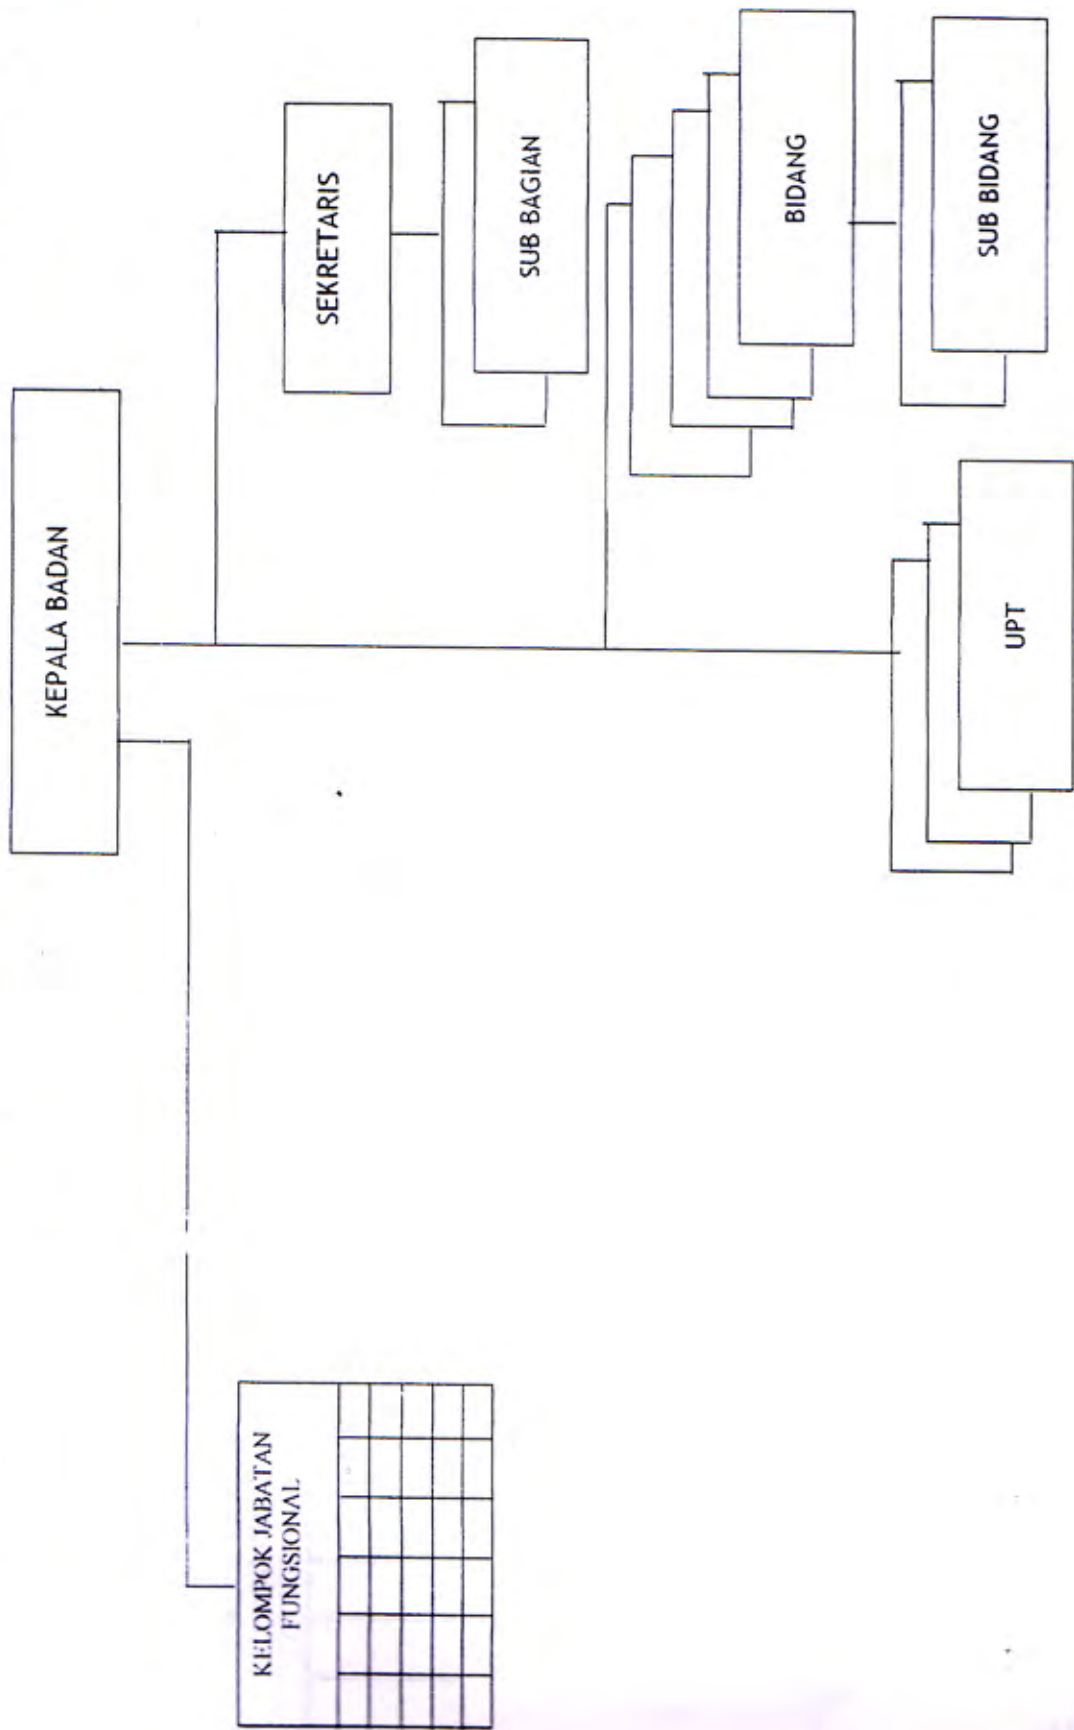 KEPALA BADAN
KELOMPOK JABATAN
FUNGSIONAL
SEKRETARIS
SUB BAGIAN
BIDANG
SUB BIDANG
UPT